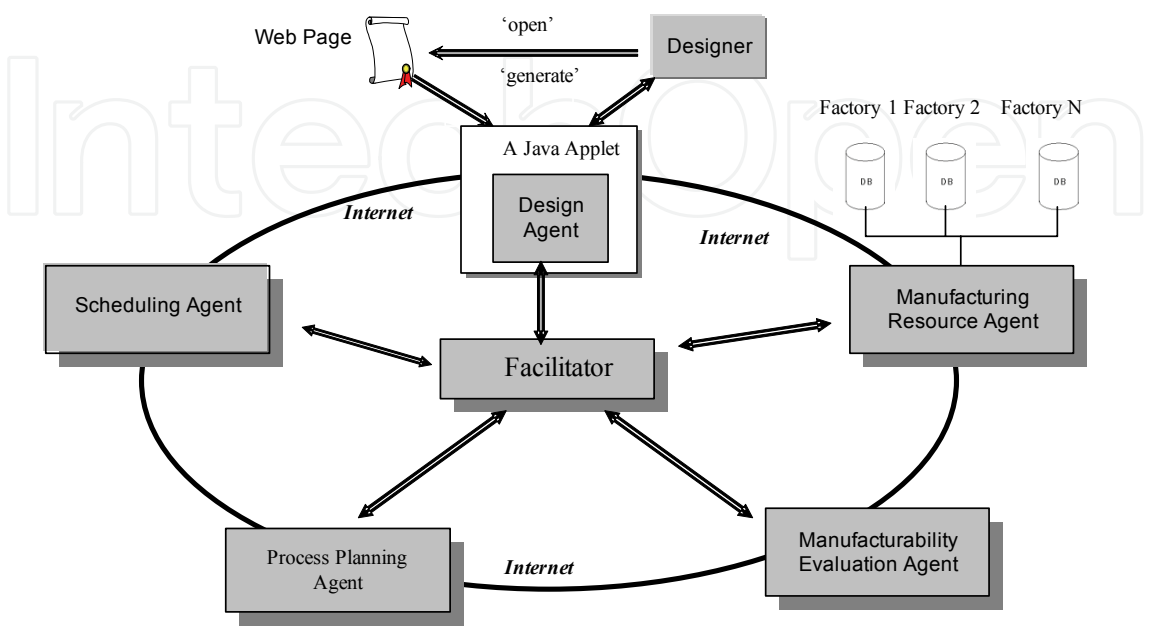 Web Page
'open'
Designer
'generate'
Factory 1 Factory 2 Factory N
A Java Applet
DB
DB
DB
Design
Agent
Internet
Internet
Scheduling Agent
Manufacturing
Resource Agent
Facilitator
Process Planning
Agent
Internet
Manufacturability
Evaluation Agent
IntechOpen